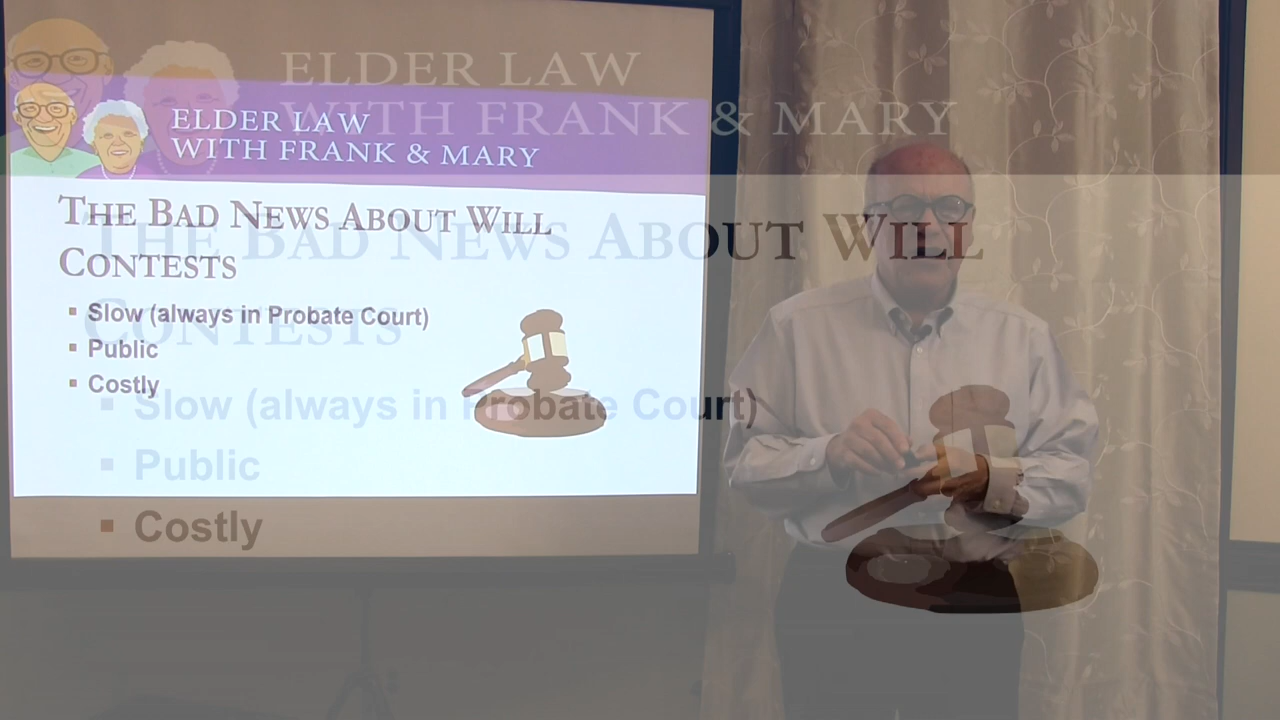 ELDER LAW
WITH FRANK & MARY
THE BAD NEWS ABOUT WILL
CONTESTS
▪ Slow (always in Probate Court)
▪ Public
▪ Costly
ELDER LAW
WITH FRANK & MARY
THE BAD NEWS ABOUT WILL
CONTESTS
▪ Slow (always in Probate Court)
▪ Public
▪ Costly